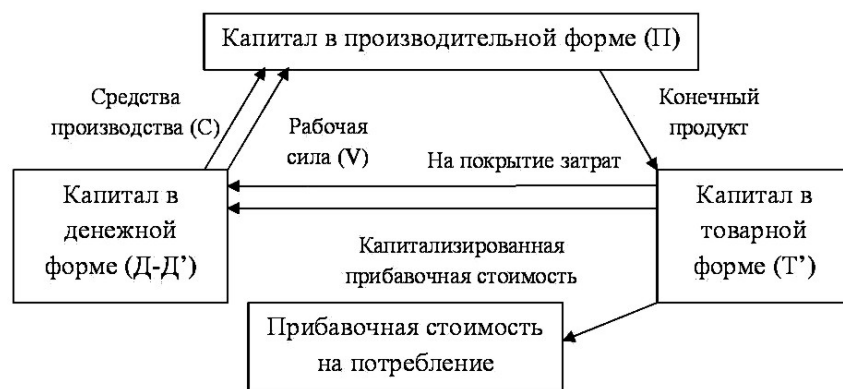 Капитал в производительной форме (П)
Средства
производства (С)
Рабочая
сила (V)
Конечный
продукт
На покрытие затрат
Капитал в
денежной
форме (Д-Д’)
Капитал в
товарной
форме (Т’)
Капитализированная
прибавочная стоимость
Прибавочная стоимость
на потребление